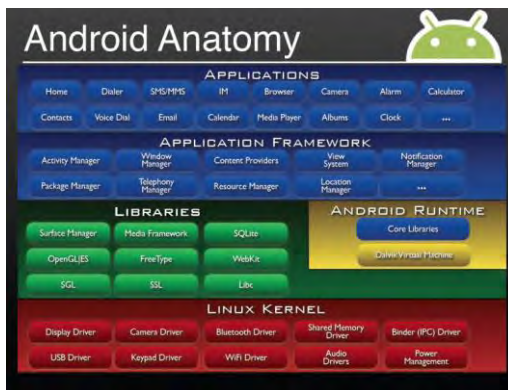 Android Anatomy
APPLICATIONS
Home Dialer SMS/MMS IM Browser Camera Alarm Calculator
Contacts Voice Dial Email Calendar Media Player Albums Clock ...
APPLICATION FRAMEWORK
Activity Manager Window Manager Content Providers View System Notification Manager
Package Manager Telephony Manager Resource Manager Location Manager ...
LIBRARIES
Surface Manager Media Framework SQLite
OpenGL|ES FreeType WebKit
SGL SSL Libc
ANDROID RUNTIME
Core Libraries
Dalvik Virtual Machine
LINUX KERNEL
Display Driver Camera Driver Bluetooth Driver Shared Memory Driver Binder (IPC) Driver
USB Driver Keypad Driver WiFi Driver Audio Drivers Power Management